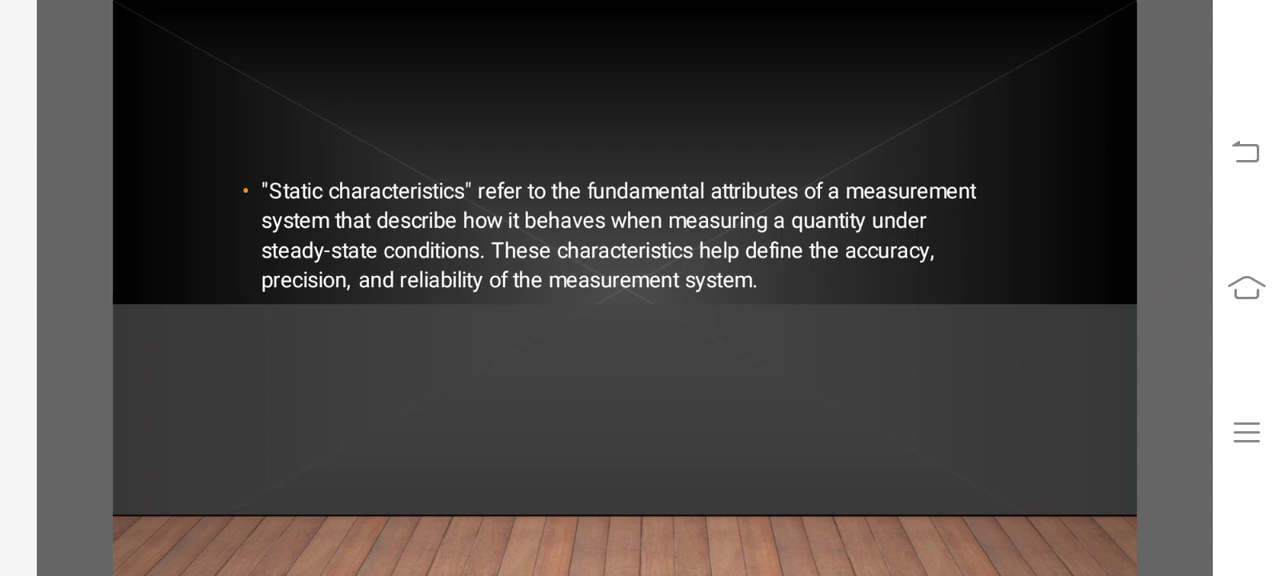 • "Static characteristics" refer to the fundamental attributes of a measurement
system that describe how it behaves when measuring a quantity under
steady-state conditions. These characteristics help define the accuracy,
precision, and reliability of the measurement system.